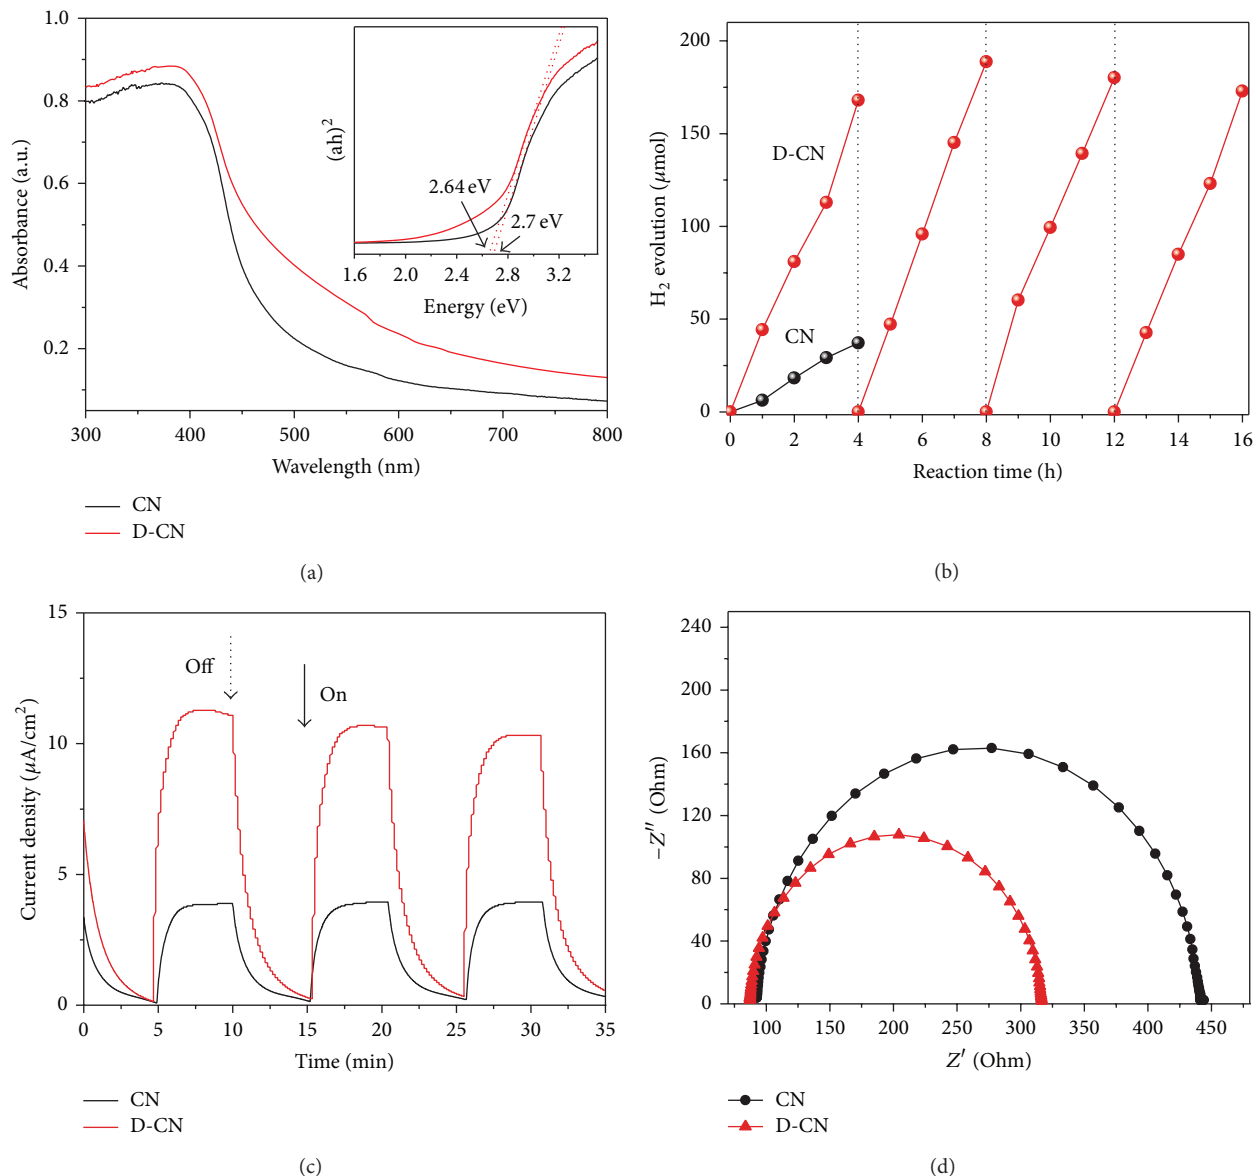 1.0
0.8
0.6
0.4
0.2
Absorbance (a.u.)
300 400 500 600 700 800
Wavelength (nm)
(ah)²
2.64 eV
2.7 eV
1.6 2.0 2.4 2.8 3.2
Energy (eV)
CN
D-CN
(a)
200
150
100
50
0
H₂ evolution (μmol)
D-CN
CN
0 2 4 6 8 10 12 14 16
Reaction time (h)
(b)
15
10
5
0
Current density (μA/cm²)
Off
On
0 5 10 15 20 25 30 35
Time (min)
CN
D-CN
(c)
240
200
160
120
80
40
0
−Z″ (Ohm)
100 150 200 250 300 350 400 450
Z′ (Ohm)
CN
D-CN
(d)